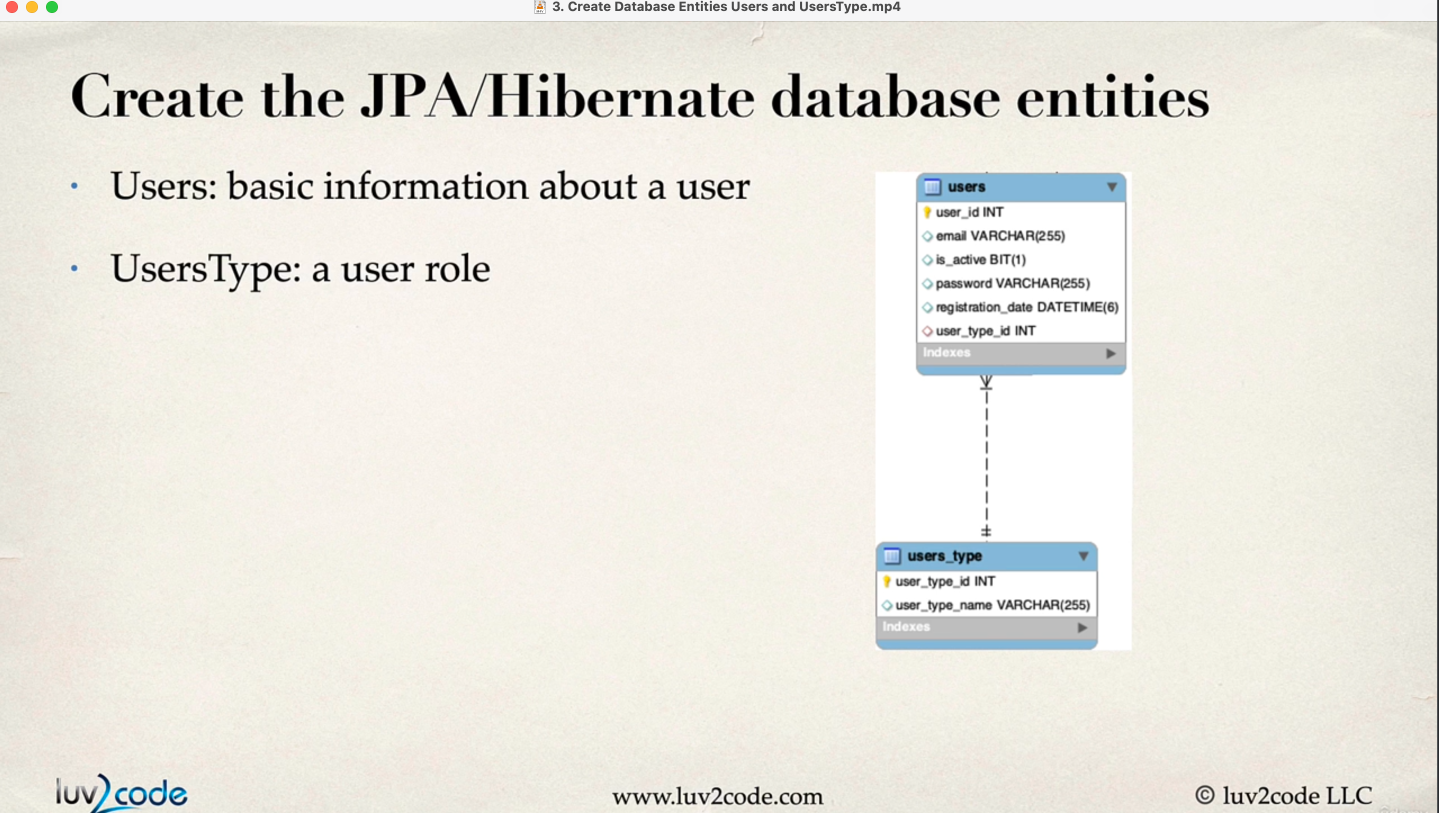 3. Create Database Entities Users and UsersType.mp4
Create the JPA/Hibernate database entities
• Users: basic information about a user
• UsersType: a user role
users
user_id INT
email VARCHAR(255)
is_active BIT(1)
password VARCHAR(255)
registration_date DATETIME(6)
user_type_id INT
Indexes
users_type
user_type_id INT
user_type_name VARCHAR(255)
Indexes
luv2code
www.luv2code.com
© luv2code LLC